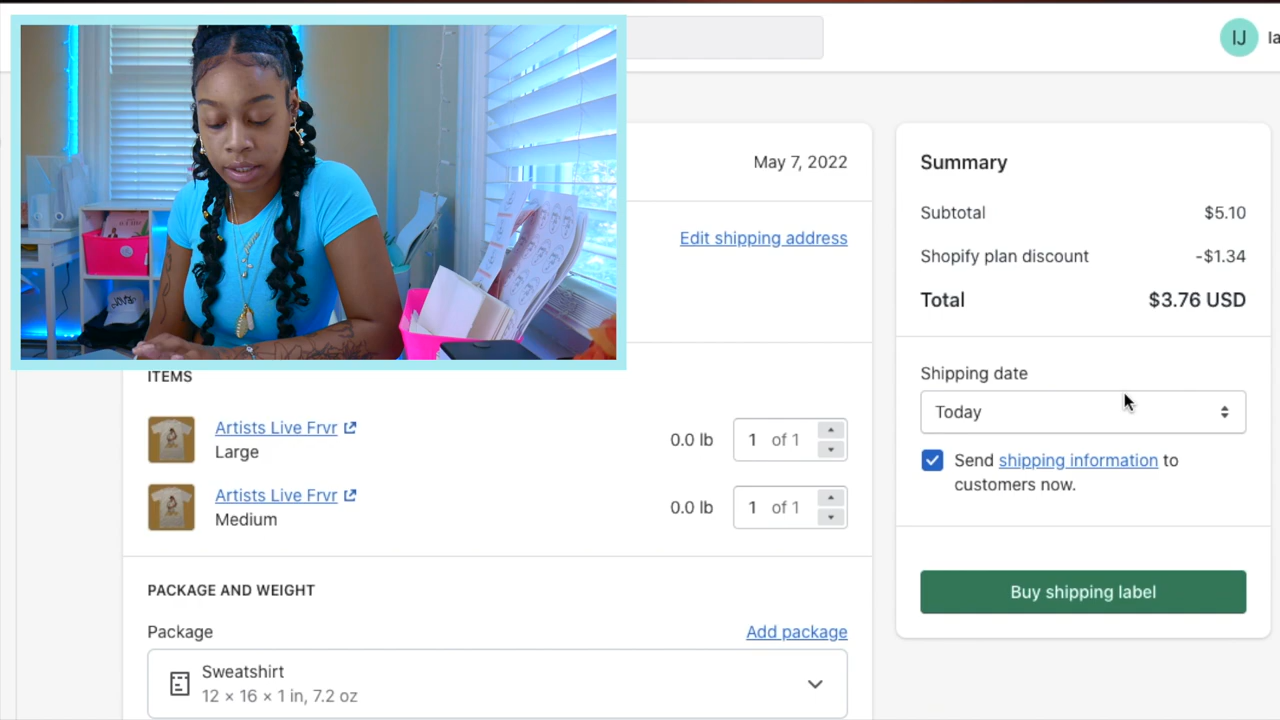 IJ
Ia
May 7, 2022
Edit shipping address
ITEMS
Artists Live Frvr
Large
0.0 lb
1 of 1
Artists Live Frvr
Medium
0.0 lb
1 of 1
PACKAGE AND WEIGHT
Package
Add package
Sweatshirt
12 × 16 × 1 in, 7.2 oz
Summary
Subtotal
$5.10
Shopify plan discount
-$1.34
Total
$3.76 USD
Shipping date
Today
Send shipping information to
customers now.
Buy shipping label